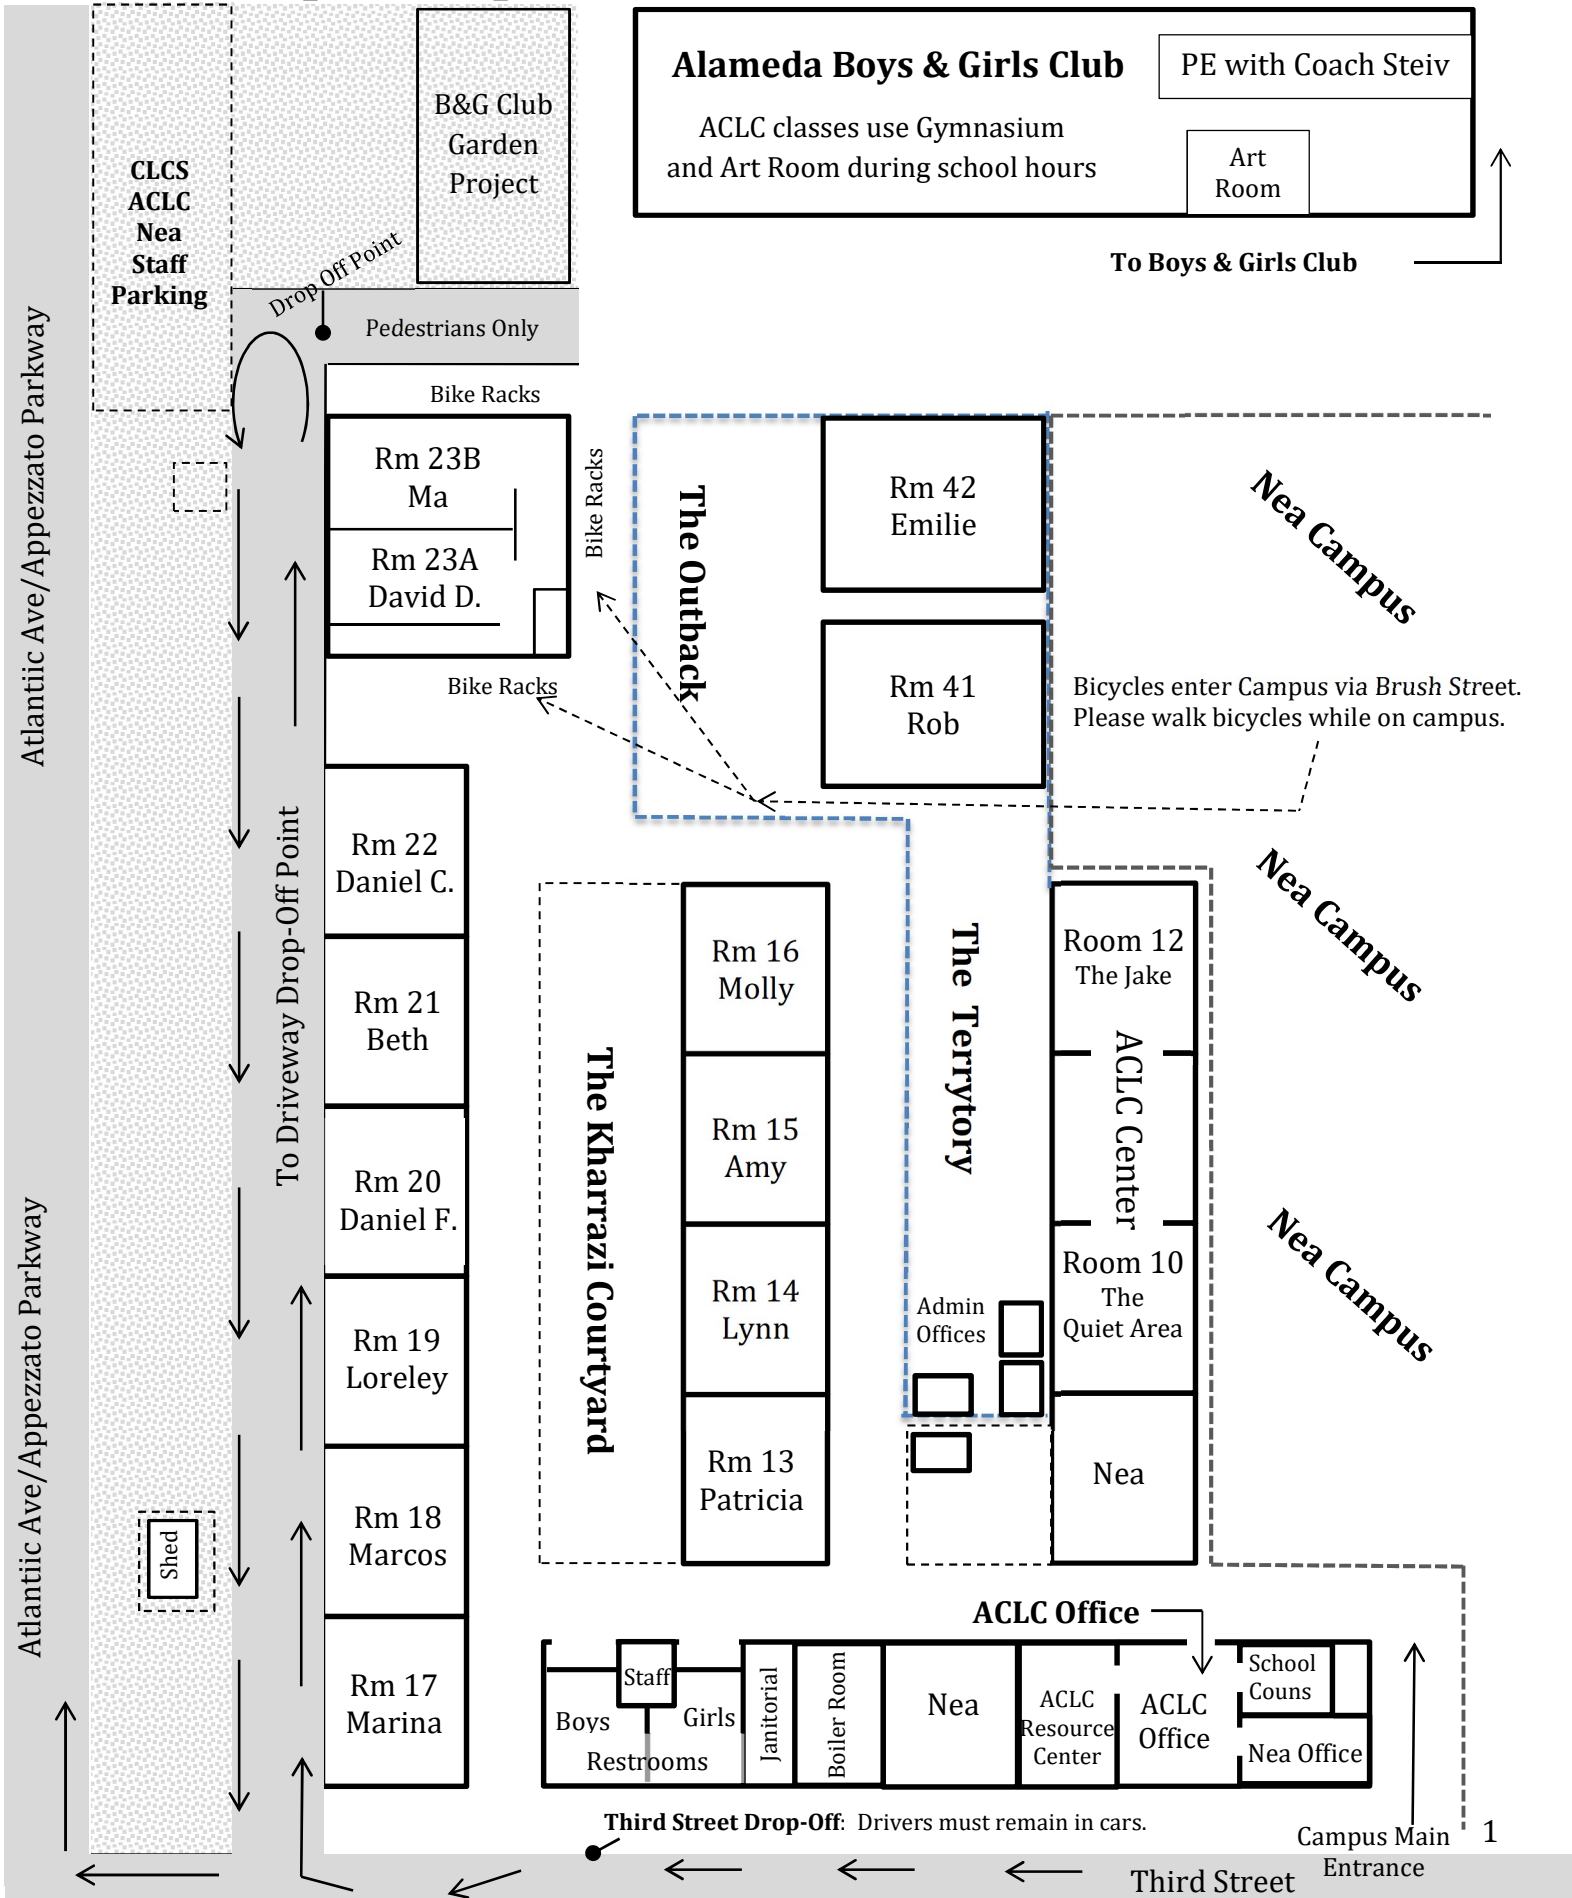 Alameda Boys & Girls Club
PE with Coach Steiv
ACLC classes use Gymnasium
and Art Room during school hours
Art
Room
To Boys & Girls Club
B&G Club
Garden
Project
CLCS
ACLC
Nea
Staff
Parking
Drop Off Point
Pedestrians Only
Atlantiic Ave/Appezzato Parkway
Bike Racks
Rm 23B
Ma
Rm 23A
David D.
Bike Racks
Bike Racks
The Outback
Rm 42
Emilie
Rm 41
Rob
Nea Campus
Bicycles enter Campus via Brush Street.
Please walk bicycles while on campus.
To Driveway Drop-Off Point
Rm 22
Daniel C.
Rm 21
Beth
Rm 20
Daniel F.
Rm 19
Loreley
Rm 18
Marcos
Rm 17
Marina
The Kharrazi Courtyard
Rm 16
Molly
Rm 15
Amy
Rm 14
Lynn
Rm 13
Patricia
The Terrytory
Admin
Offices
Room 12
The Jake
ACLC Center
Room 10
The
Quiet Area
Nea
Nea Campus
Nea Campus
Atlantiic Ave/Appezzato Parkway
Shed
ACLC Office
Staff
Boys
Girls
Restrooms
Janitorial
Boiler Room
Nea
ACLC
Resource
Center
ACLC
Office
School
Couns
Nea Office
Third Street Drop-Off: Drivers must remain in cars.
Campus Main
Entrance
1
Third Street